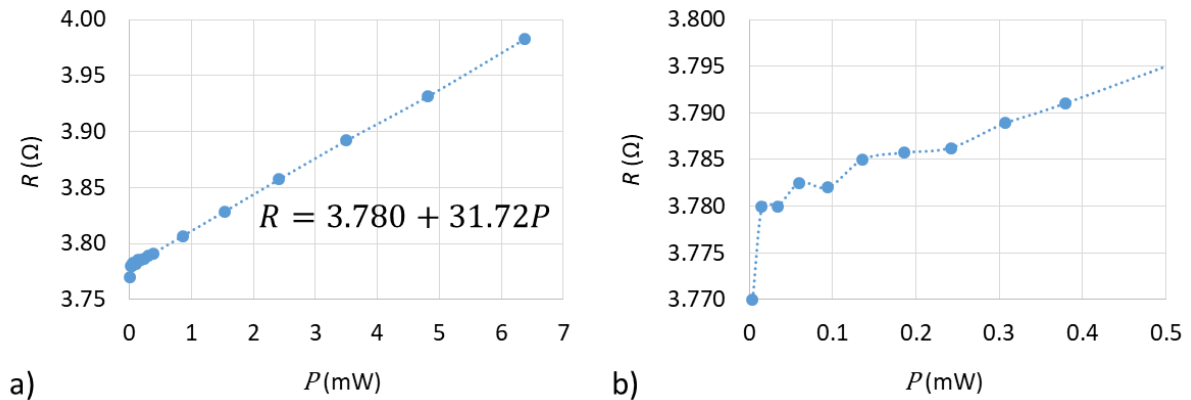 4.00
3.95
3.90
3.85
3.80
3.75
R (Ω)
R = 3.780 + 31.72P
0 1 2 3 4 5 6 7
P (mW)
a)
3.800
3.795
3.790
3.785
3.780
3.775
3.770
R (Ω)
0 0.1 0.2 0.3 0.4 0.5
P (mW)
b)